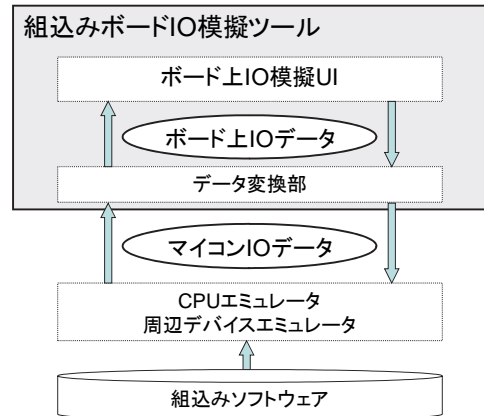 組込みボードIO模擬ツール
ボード上IO模擬UI
ボード上IOデータ
データ変換部
マイコンIOデータ
CPUエミュレータ
周辺デバイスエミュレータ
組込みソフトウェア